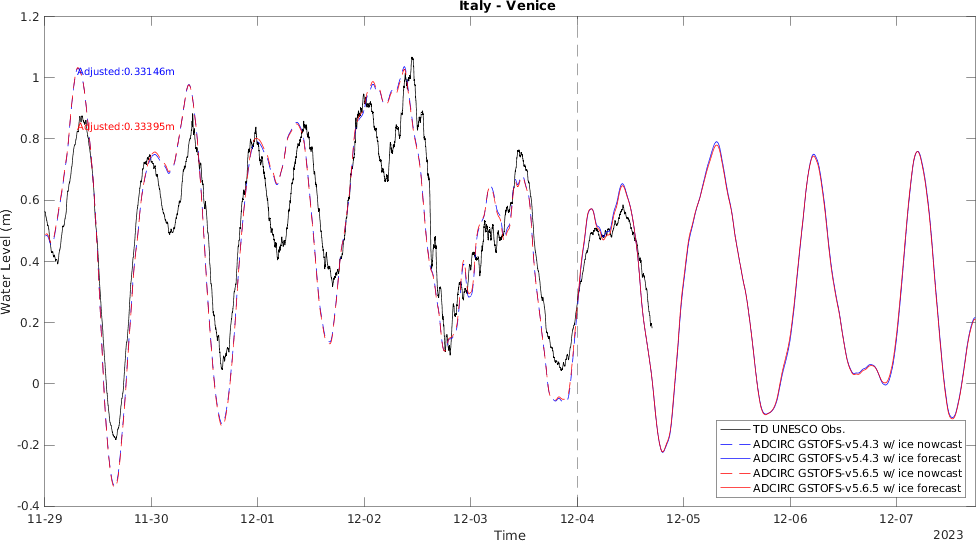 Italy - Venice
1.2
1
0.8
0.6
0.4
0.2
0
-0.2
-0.4
Water Level (m)
Adjusted:0.33146m
Adjusted:0.33395m
TD UNESCO Obs.
ADCIRC GSTOFS-v5.4.3 w/ ice nowcast
ADCIRC GSTOFS-v5.4.3 w/ ice forecast
ADCIRC GSTOFS-v5.6.5 w/ ice nowcast
ADCIRC GSTOFS-v5.6.5 w/ ice forecast
11-29 11-30 12-01 12-02 12-03 12-04 12-05 12-06 12-07
Time
2023